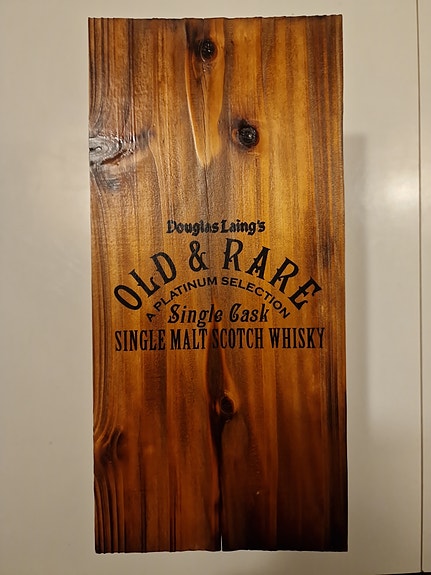 Douglas Laing's
OLD & RARE
A PLATINUM SELECTION
Single Cask
SINGLE MALT SCOTCH WHISKY